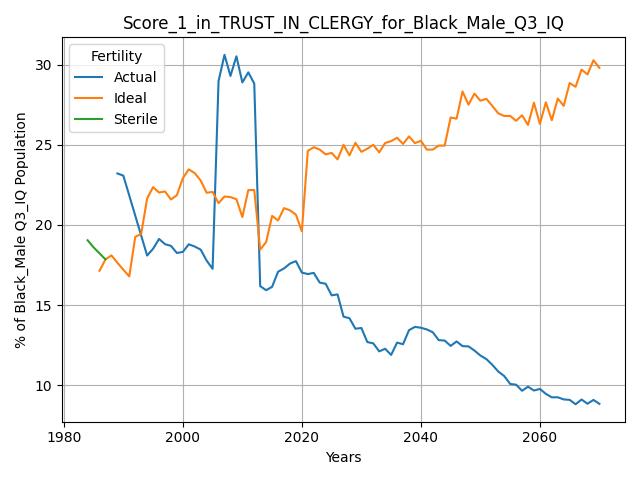 Score_1_in_TRUST_IN_CLERGY_for_Black_Male_Q3_IQ
Fertility
Actual
Ideal
Sterile
% of Black_Male Q3_IQ Population
30
25
20
15
10
1980
2000
2020
2040
2060
Years